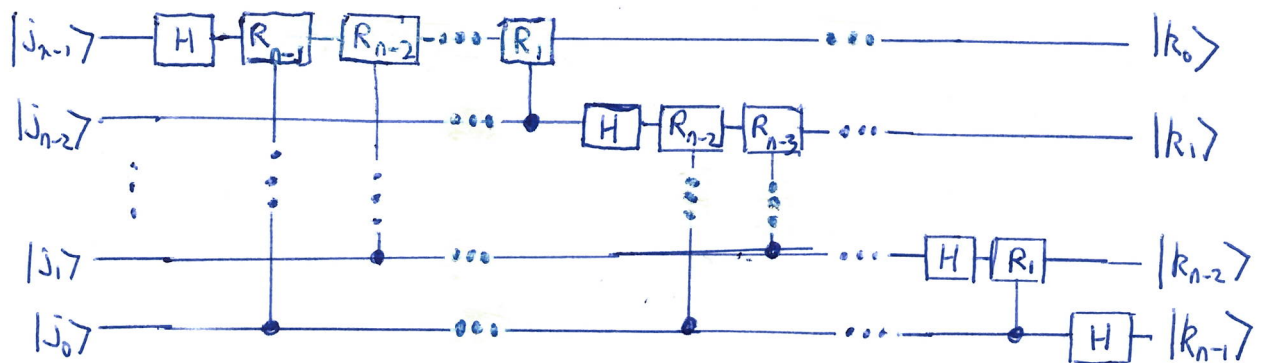 |j_{n-1}⟩ H R_{n-1} R_{n-2} ... R_1 ... |k_0⟩
|j_{n-2}⟩ ... H R_{n-2} R_{n-3} ... |k_1⟩
|j_1⟩ ... ... H R_1 |k_{n-2}⟩
|j_0⟩ ... ... H |k_{n-1}⟩